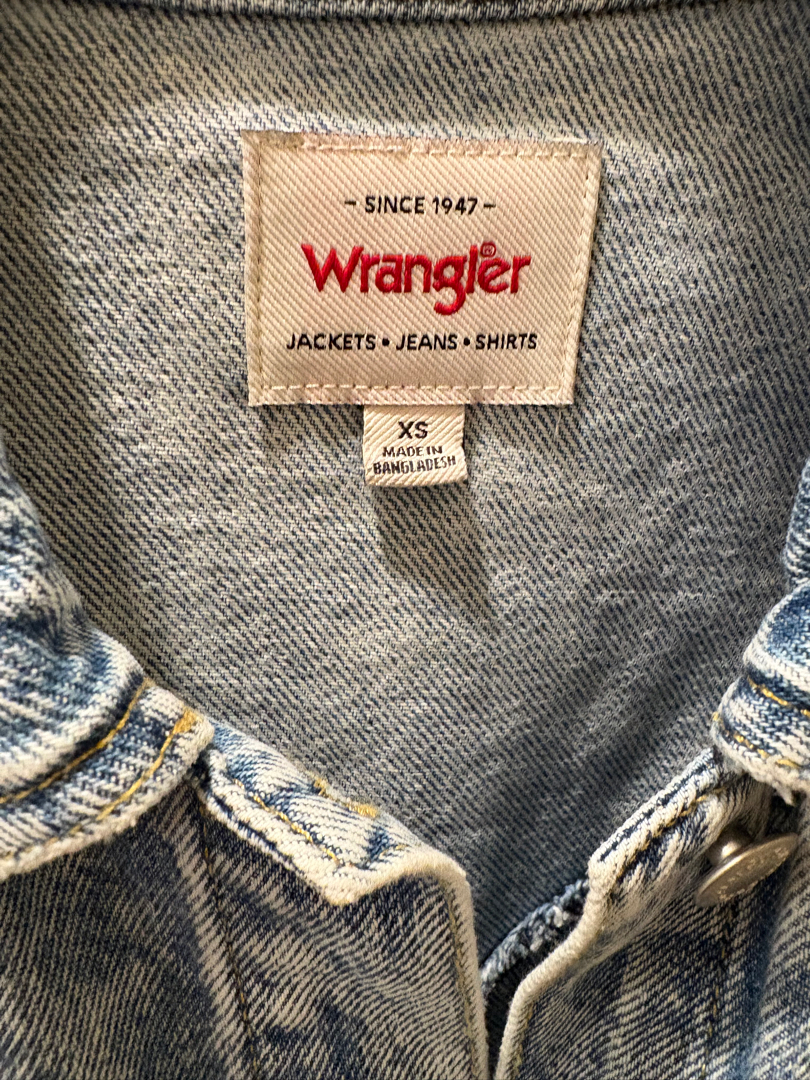 - SINCE 1947 -
Wrangler®
JACKETS • JEANS • SHIRTS
XS
MADE IN
BANGLADESH